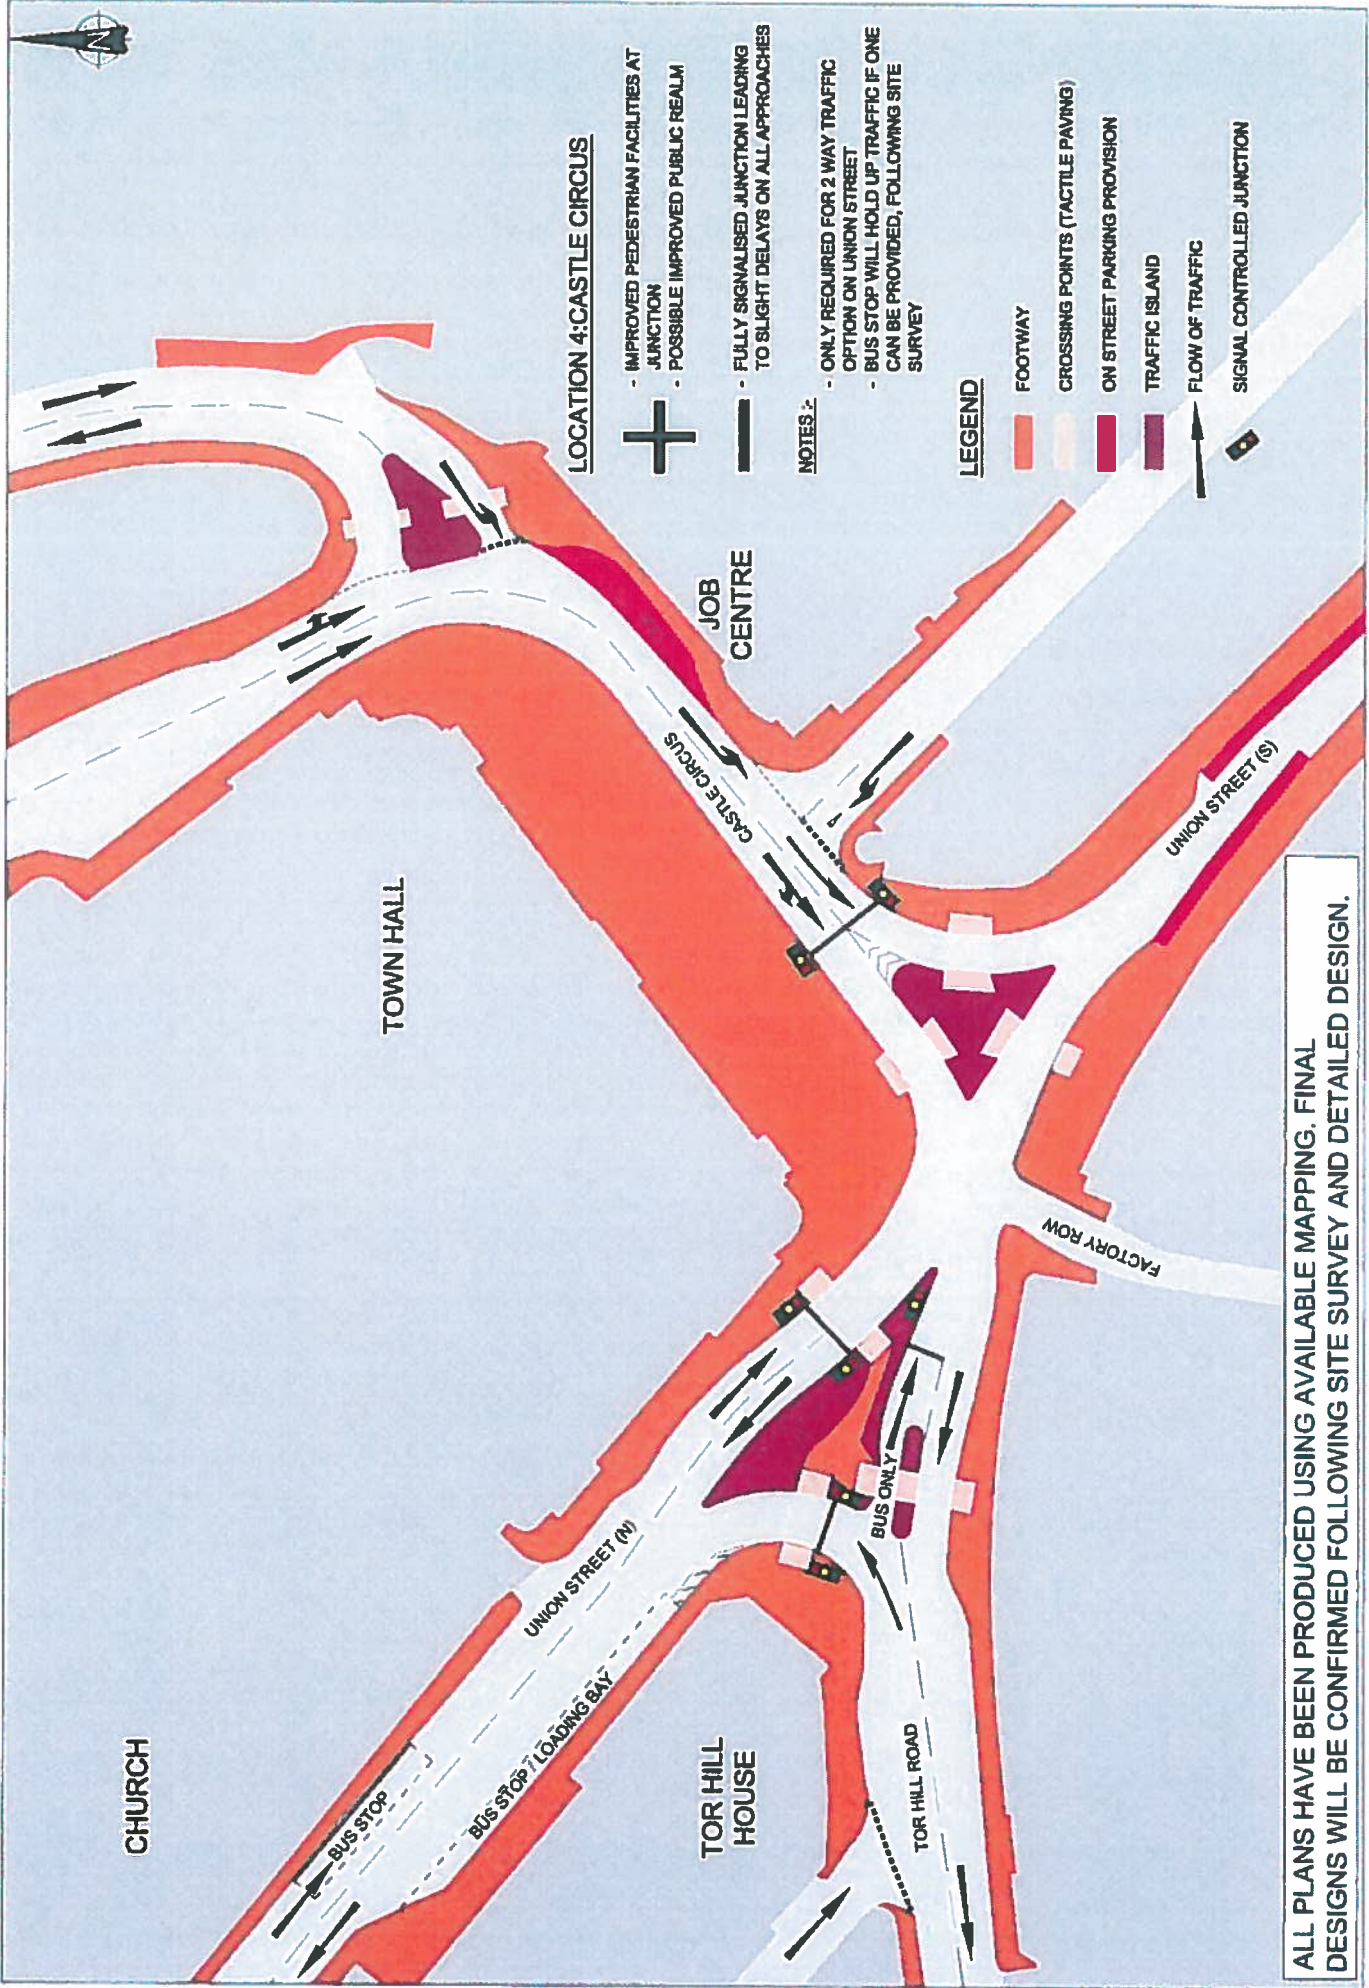 N
CHURCH
TOWN HALL
BUS STOP
BUS STOP / LOADING BAY
UNION STREET (N)
TOR HILL
HOUSE
TOR HILL ROAD
BUS ONLY
FACTORY ROW
CASTLE CIRCUS
JOB
CENTRE
UNION STREET (S)
LOCATION 4:CASTLE CIRCUS
- IMPROVED PEDESTRIAN FACILITIES AT
JUNCTION
- POSSIBLE IMPROVED PUBLIC REALM
- FULLY SIGNALISED JUNCTION LEADING
TO SLIGHT DELAYS ON ALL APPROACHES
NOTES :-
- ONLY REQUIRED FOR 2 WAY TRAFFIC
OPTION ON UNION STREET
- BUS STOP WILL HOLD UP TRAFFIC IF ONE
CAN BE PROVIDED, FOLLOWING SITE
SURVEY
LEGEND
FOOTWAY
CROSSING POINTS (TACTILE PAVING)
ON STREET PARKING PROVISION
TRAFFIC ISLAND
FLOW OF TRAFFIC
SIGNAL CONTROLLED JUNCTION
ALL PLANS HAVE BEEN PRODUCED USING AVAILABLE MAPPING. FINAL
DESIGNS WILL BE CONFIRMED FOLLOWING SITE SURVEY AND DETAILED DESIGN.